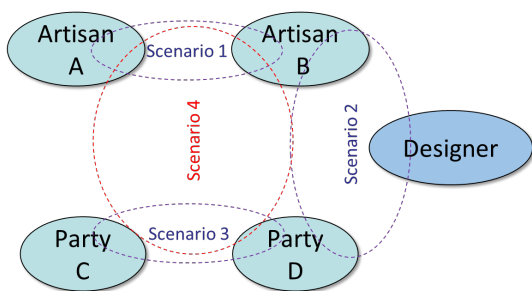 Artisan
A
Scenario 1
Artisan
B
Scenario 4
Scenario 2
Designer
Party
C
Scenario 3
Party
D